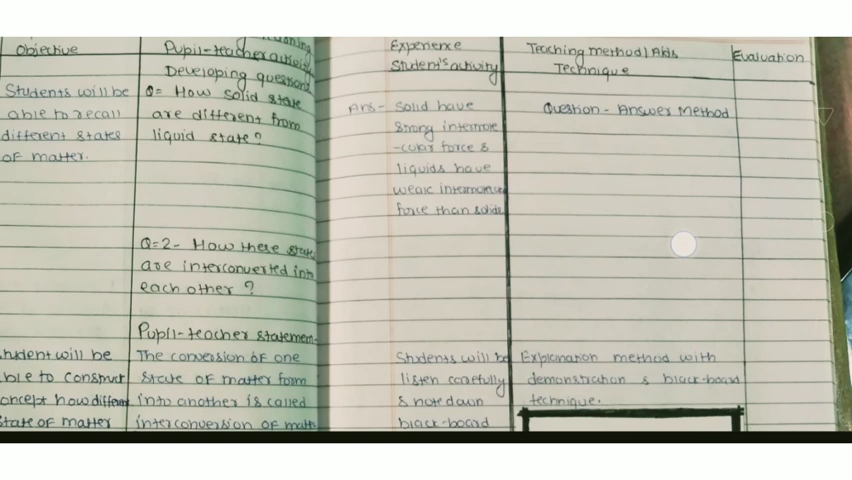 Objective
Students will be
able to recall
different states
of matter.
Student will be
able to construct
concept how different
state of matter
Pupil-teacher activity
Developing questions
Q= How solid state
are different from
liquid state?
Q=2- How these state
are interconverted into
each other ?
Pupil-teacher statement
The conversion of one
state of matter form
into another is called
interconversion of matt
Experience
Student's activity
Ans- Solid have
strong intermole
-cular force &
liquids have
weak intermolecu
force than solids
Students will be
listen carefully
& note down
black-board
Teaching method/Aids
Technique
Question- Answer Method
Explanation method with
demonstration & black-board
technique.
Evaluation